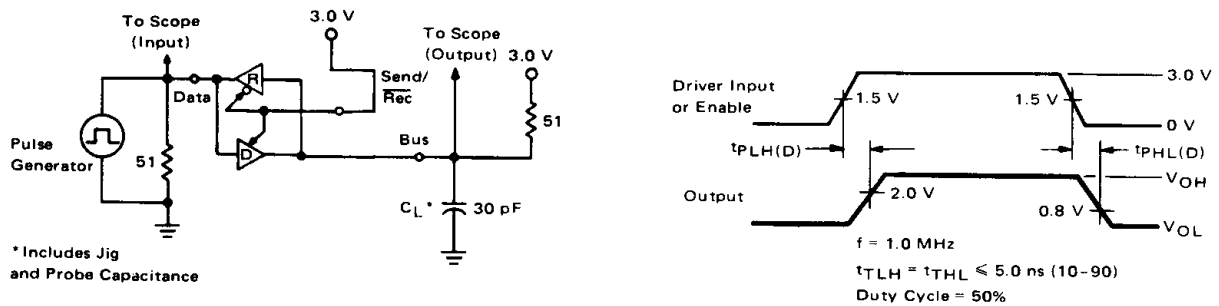 To Scope
(Input)
3.0 V
To Scope
(Output)
3.0 V
R
Send/
Rec
Data
51
Pulse
Generator
51
D
Bus
CL* 30 pF
*Includes Jig
and Probe Capacitance
Driver Input
or Enable
3.0 V
1.5 V
1.5 V
0 V
tPLH(D)
tPHL(D)
VOH
Output
2.0 V
0.8 V
VOL
f = 1.0 MHz
tTLH = tTHL ⩽ 5.0 ns (10-90)
Duty Cycle = 50%